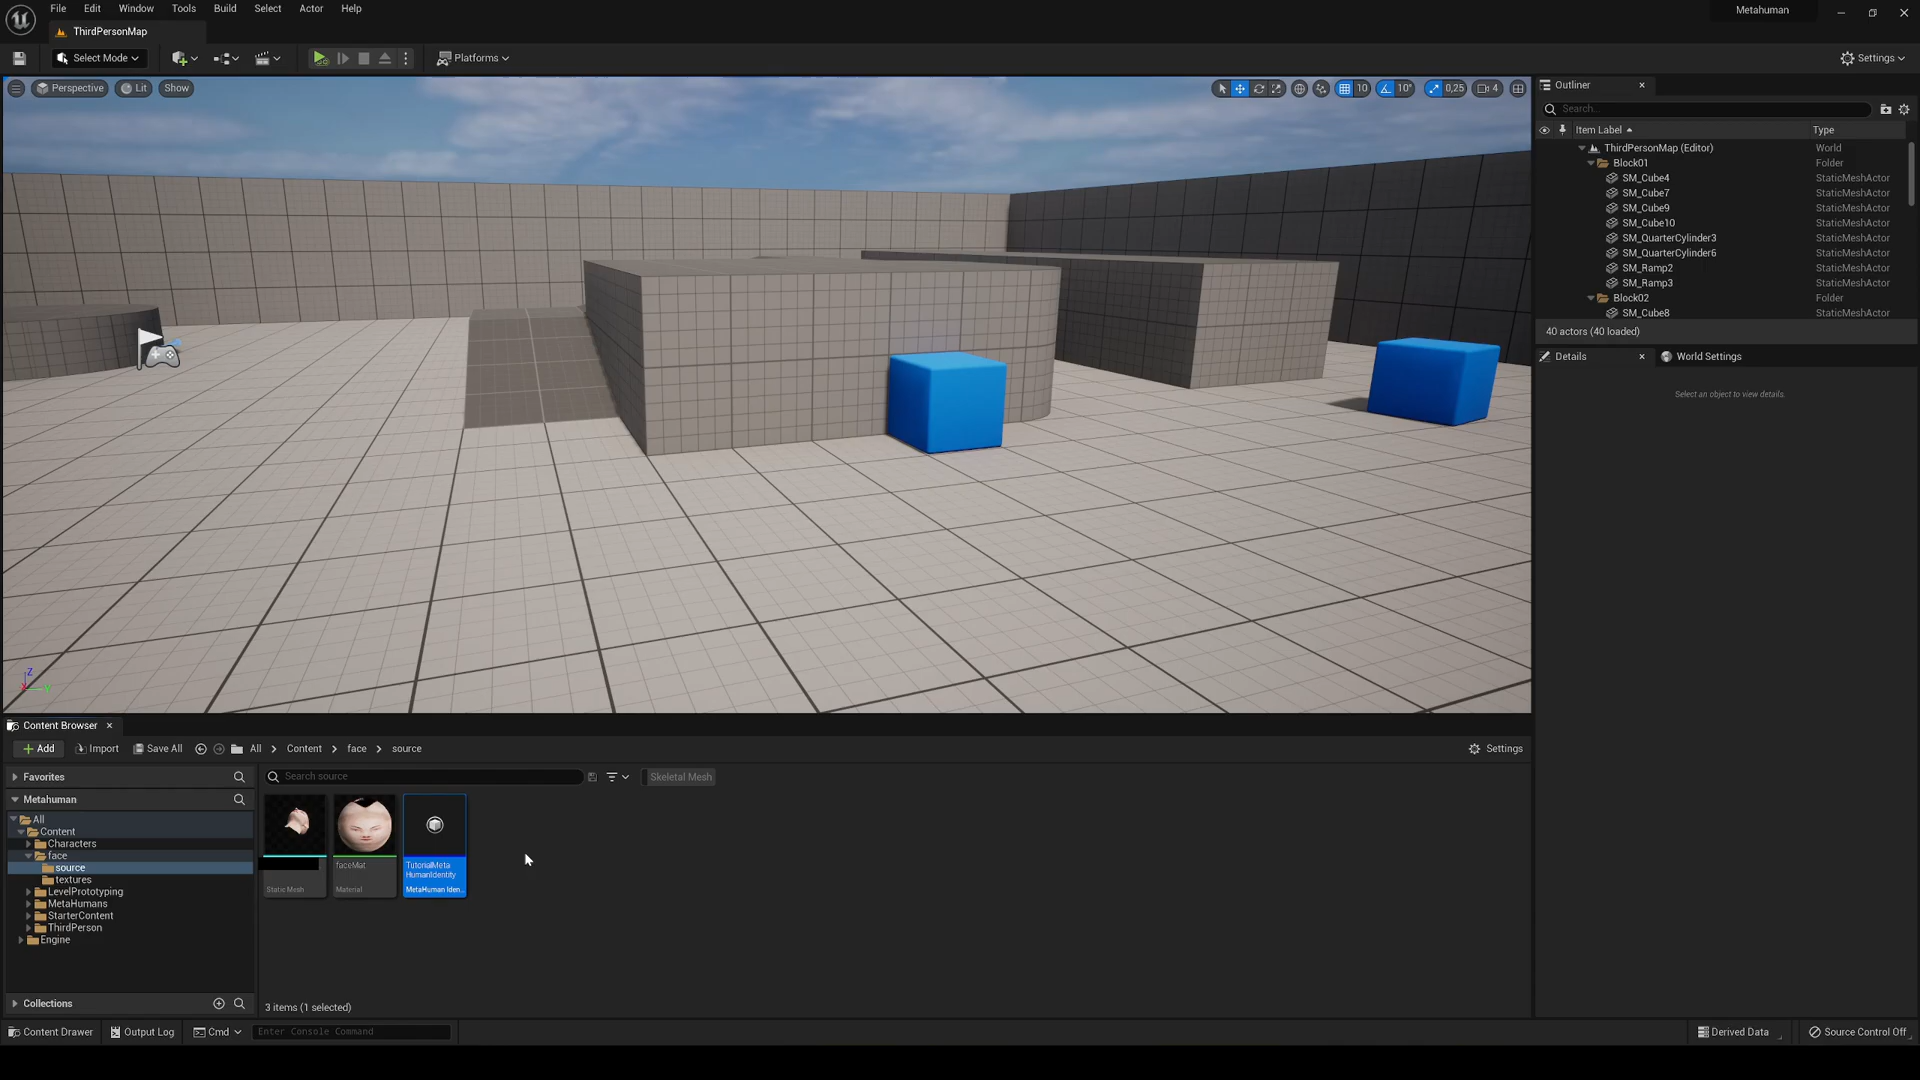 File Edit Window Tools Build Select Actor Help
Metahuman
ThirdPersonMap
Select Mode
Platforms
Settings
Perspective Lit Show
10 10° 0,25 4
Outliner
Search...
Item Label Type
ThirdPersonMap (Editor) World
Block01 Folder
SM_Cube4 StaticMeshActor
SM_Cube7 StaticMeshActor
SM_Cube9 StaticMeshActor
SM_Cube10 StaticMeshActor
SM_QuarterCylinder3 StaticMeshActor
SM_QuarterCylinder6 StaticMeshActor
SM_Ramp2 StaticMeshActor
SM_Ramp3 StaticMeshActor
Block02 Folder
SM_Cube8 StaticMeshActor
40 actors (40 loaded)
Details World Settings
Select an object to view details.
Z
X
Y
Content Browser
Add Import Save All All > Content > face > source Settings
Favorites
Search source
Skeletal Mesh
Metahuman
All
Content
Characters
face
source
textures
LevelPrototyping
MetaHumans
StarterContent
ThirdPerson
Engine
Static Mesh
faceMat
Material
TutorialMeta
HumanIdentity
MetaHuman Iden..
Collections
3 items (1 selected)
Content Drawer Output Log Cmd Enter Console Command Derived Data Source Control Off